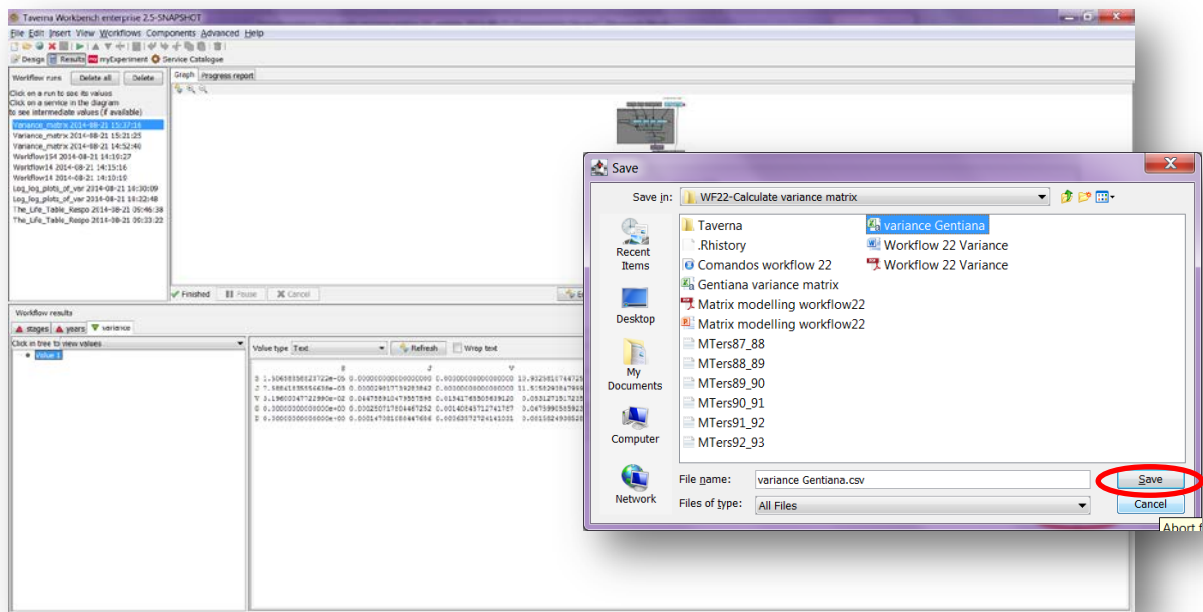 Taverna Workbench enterprise 2.5-SNAPSHOT
File Edit Insert View Workflows Components Advanced Help
Design Results myExperiment Service Catalogue
Workflow runs Delete all Delete
Graph Progress report
Click on a run to see its values
Click on a service in the diagram
to see intermediate values (if available)
Variance_matrix 2014-08-21 15:37:16
Variance_matrix 2014-08-21 15:21:25
Variance_matrix 2014-08-21 14:52:40
Workflow154 2014-08-21 14:19:27
Workflow14 2014-08-21 14:15:16
Workflow14 2014-08-21 14:10:10
Log_log_plots_of_var 2014-08-21 10:30:09
Log_log_plots_of_var 2014-08-21 10:22:48
The_Life_Table_Respo 2014-08-21 09:46:38
The_Life_Table_Respo 2014-08-21 09:33:22
Finished Pause Cancel
Workflow results
stages years variance
Click in tree to view values
Value 1
Value type Text Refresh Wrap text
S J V
Save
Save in: WF22-Calculate variance matrix
Recent Items
Desktop
My Documents
Computer
Network
Taverna
.Rhistory
Comandos workflow 22
Gentiana variance matrix
Matrix modelling workflow22
Matrix modelling workflow22
MTers87_88
MTers88_89
MTers89_90
MTers90_91
MTers91_92
MTers92_93
variance Gentiana
Workflow 22 Variance
Workflow 22 Variance
File name: variance Gentiana.csv Save
Files of type: All Files Cancel
Abort f